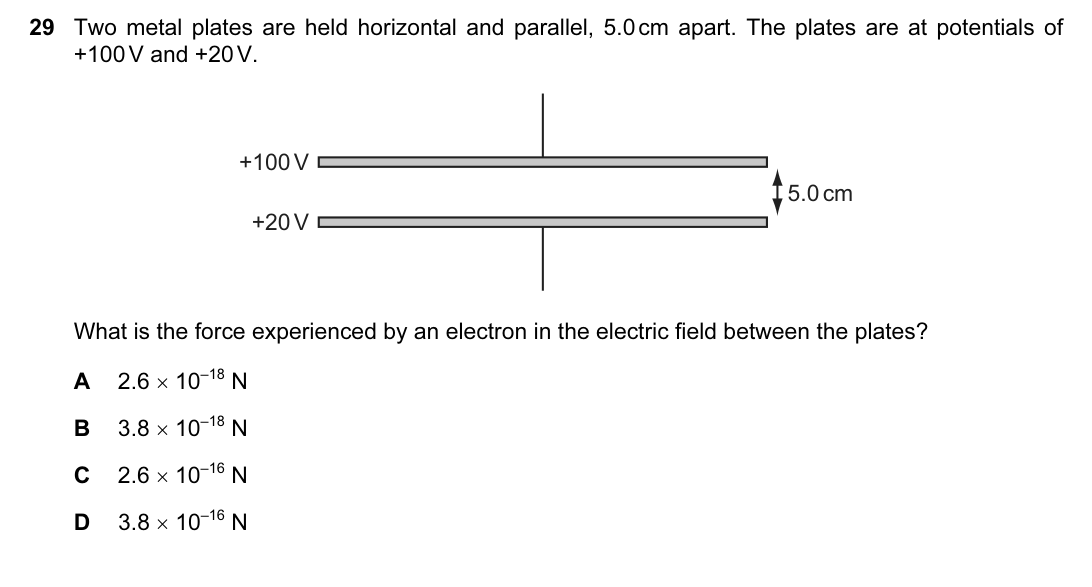 29 Two metal plates are held horizontal and parallel, 5.0 cm apart. The plates are at potentials of
+100 V and +20 V.
+100 V
5.0 cm
+20 V
What is the force experienced by an electron in the electric field between the plates?
A 2.6 × 10⁻¹⁸ N
B 3.8 × 10⁻¹⁸ N
C 2.6 × 10⁻¹⁶ N
D 3.8 × 10⁻¹⁶ N